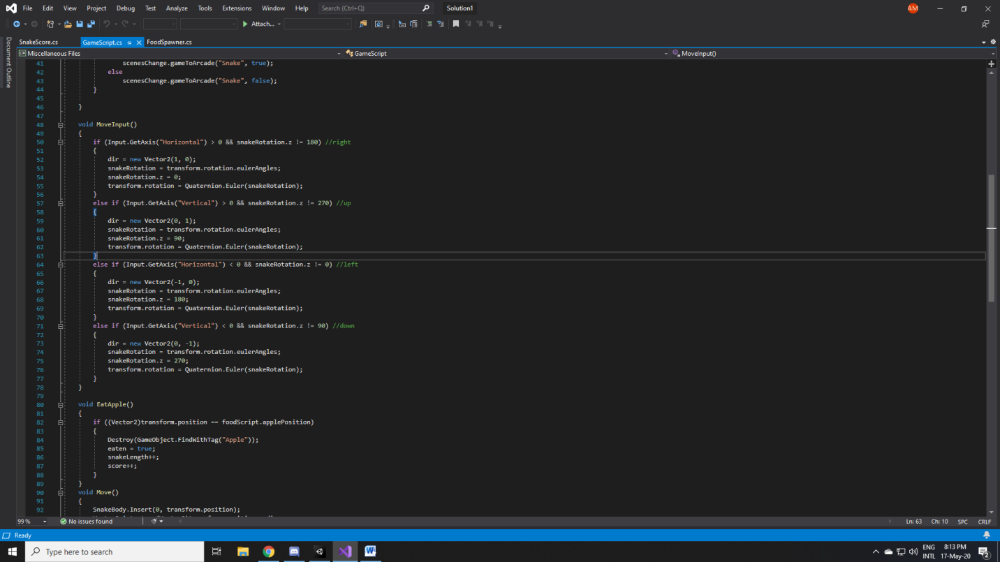 File Edit View Project Debug Test Analyze Tools Extensions Window Help Search (Ctrl+Q) Solution1 AM
Attach...
SnakeScore.cs GameScript.cs FoodSpawner.cs
Document Outline
Miscellaneous Files GameScript MoveInput()
41 scenesChange.gameToArcade("Snake", true);
42 else
43 scenesChange.gameToArcade("Snake", false);
44 }
45
46 }
47
48 void MoveInput()
49 {
50 if (Input.GetAxis("Horizontal") > 0 && snakeRotation.z != 180) //right
51 {
52 dir = new Vector2(1, 0);
53 snakeRotation = transform.rotation.eulerAngles;
54 snakeRotation.z = 0;
55 transform.rotation = Quaternion.Euler(snakeRotation);
56 }
57 else if (Input.GetAxis("Vertical") > 0 && snakeRotation.z != 270) //up
58 {
59 dir = new Vector2(0, 1);
60 snakeRotation = transform.rotation.eulerAngles;
61 snakeRotation.z = 90;
62 transform.rotation = Quaternion.Euler(snakeRotation);
63 }
64 else if (Input.GetAxis("Horizontal") < 0 && snakeRotation.z != 0) //left
65 {
66 dir = new Vector2(-1, 0);
67 snakeRotation = transform.rotation.eulerAngles;
68 snakeRotation.z = 180;
69 transform.rotation = Quaternion.Euler(snakeRotation);
70 }
71 else if (Input.GetAxis("Vertical") < 0 && snakeRotation.z != 90) //down
72 {
73 dir = new Vector2(0, -1);
74 snakeRotation = transform.rotation.eulerAngles;
75 snakeRotation.z = 270;
76 transform.rotation = Quaternion.Euler(snakeRotation);
77 }
78 }
79
80 void EatApple()
81 {
82 if ((Vector2)transform.position == foodScript.applePosition)
83 {
84 Destroy(GameObject.FindWithTag("Apple"));
85 eaten = true;
86 snakeLength++;
87 score++;
88 }
89 }
90 void Move()
91 {
92 SnakeBody.Insert(0, transform.position);
99 % No issues found Ln: 63 Ch: 10 SPC CRLF
Ready
Type here to search ENG INTL 8:13 PM 17-May-20 2